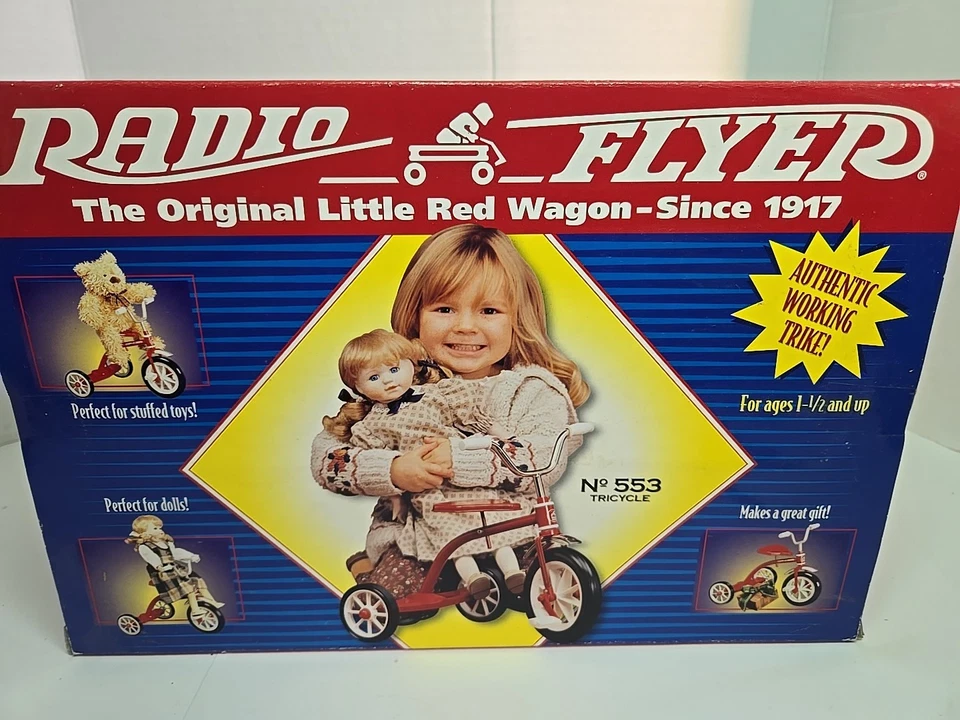 RADIO FLYER®
The Original Little Red Wagon–Since 1917
AUTHENTIC
WORKING
TRIKE!
For ages 1-1/2 and up
Perfect for stuffed toys!
Nº 553
TRICYCLE
Perfect for dolls!
Makes a great gift!